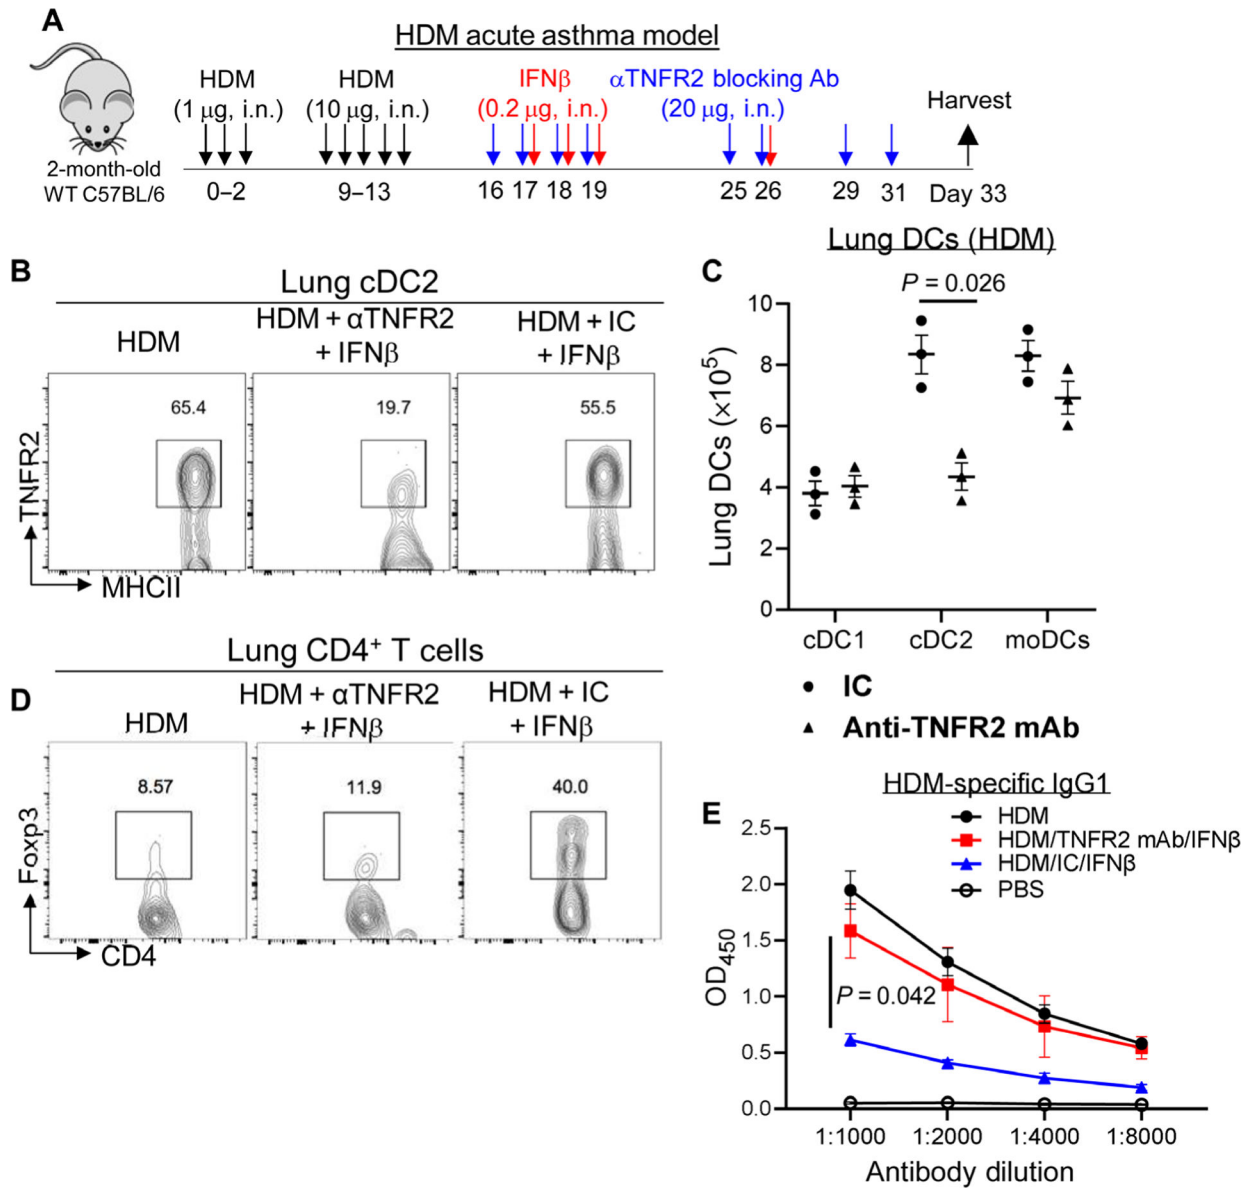 A
HDM acute asthma model
HDM
(1 μg, i.n.)
HDM
(10 μg, i.n.)
IFNβ
(0.2 μg, i.n.)
αTNFR2 blocking Ab
(20 μg, i.n.)
Harvest
2-month-old
WT C57BL/6
0–2
9–13
16 17 18 19
25 26
29
31
Day 33
B
Lung cDC2
HDM
HDM + αTNFR2
+ IFNβ
HDM + IC
+ IFNβ
65.4
19.7
55.5
TNFR2
MHCII
C
Lung DCs (HDM)
P = 0.026
Lung DCs (×10⁵)
10
8
6
4
2
0
cDC1 cDC2 moDCs
IC
Anti-TNFR2 mAb
D
Lung CD4⁺ T cells
HDM
HDM + αTNFR2
+ IFNβ
HDM + IC
+ IFNβ
8.57
11.9
40.0
Foxp3
CD4
E
HDM-specific IgG1
HDM
HDM/TNFR2 mAb/IFNβ
HDM/IC/IFNβ
PBS
OD₄₅₀
2.5
2.0
1.5
1.0
0.5
0.0
P = 0.042
1:1000 1:2000 1:4000 1:8000
Antibody dilution